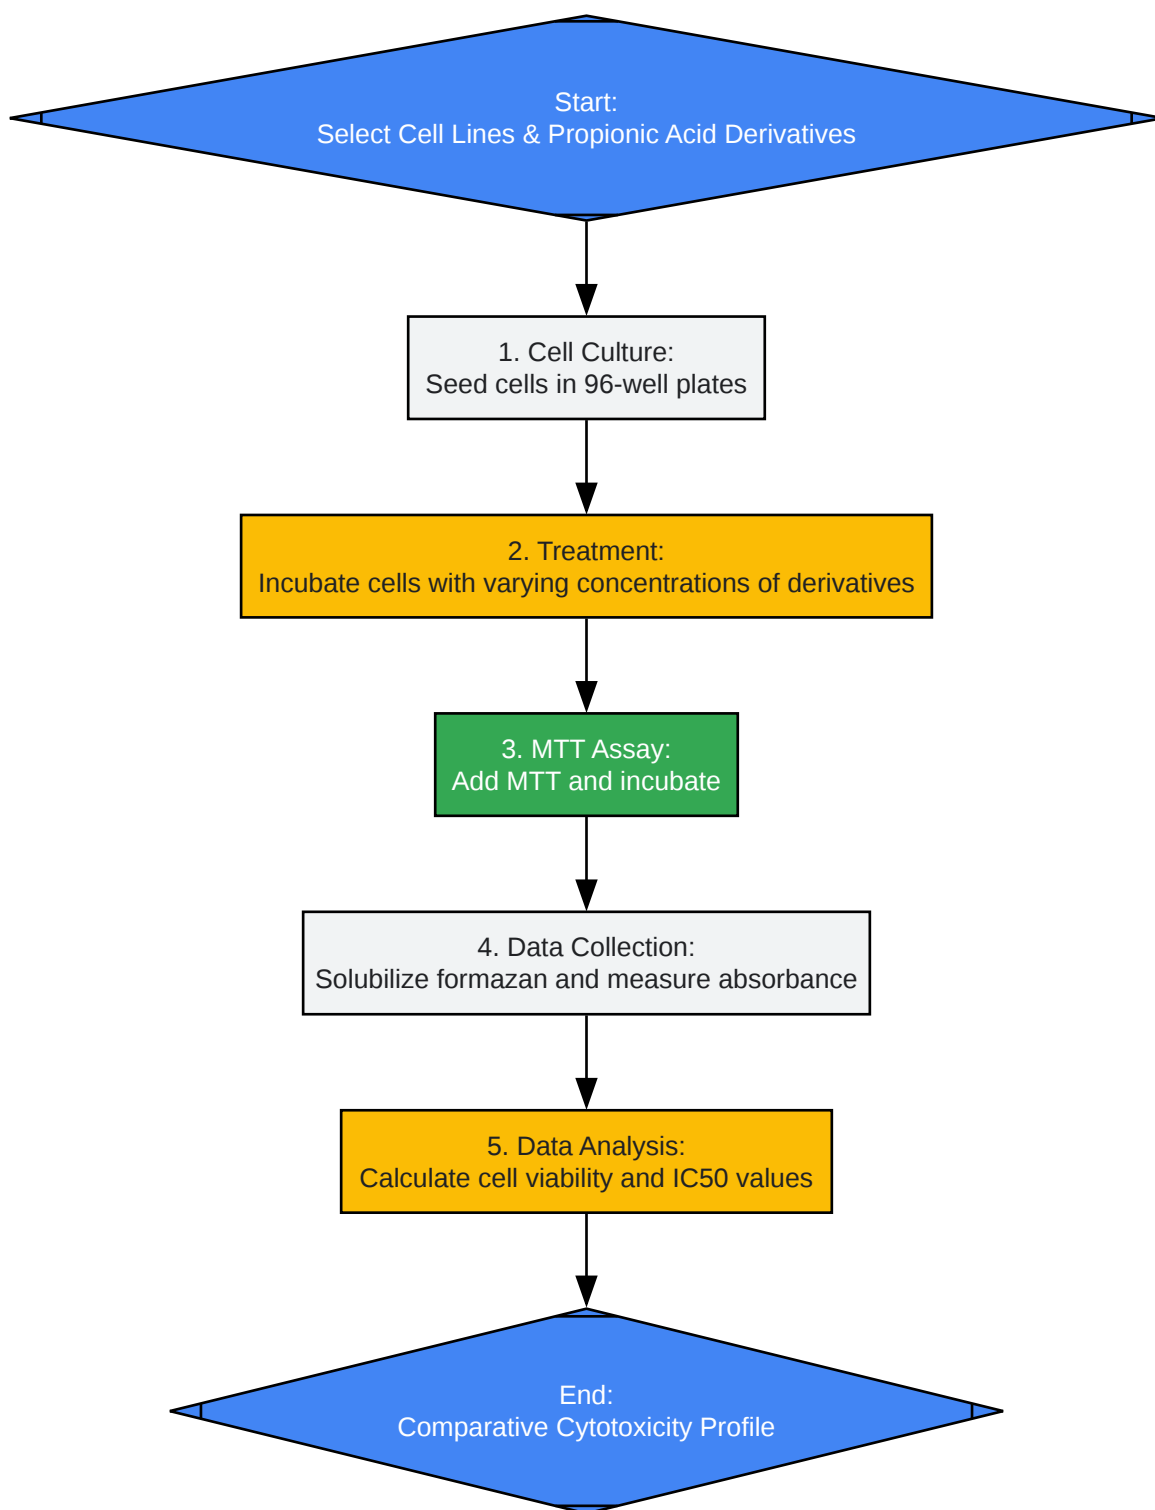 Start:
Select Cell Lines & Propionic Acid Derivatives
1. Cell Culture:
Seed cells in 96-well plates
2. Treatment:
Incubate cells with varying concentrations of derivatives
3. MTT Assay:
Add MTT and incubate
4. Data Collection:
Solubilize formazan and measure absorbance
5. Data Analysis:
Calculate cell viability and IC50 values
End:
Comparative Cytotoxicity Profile